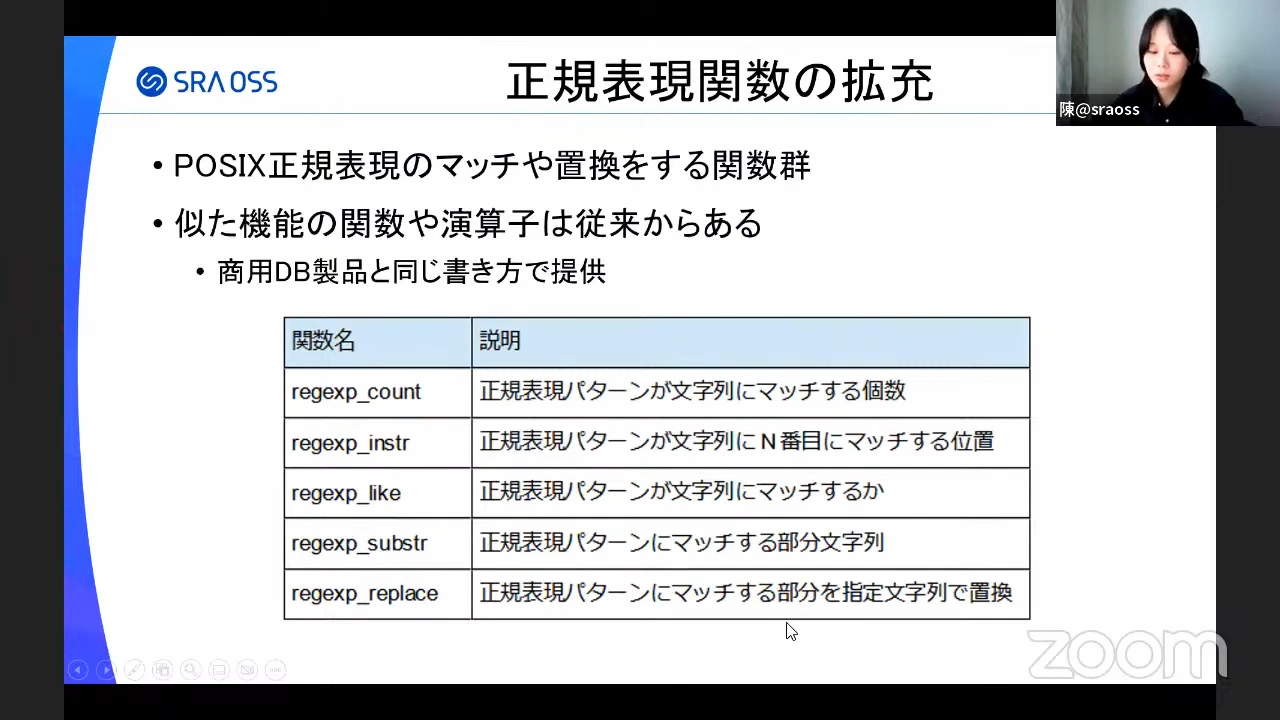 SRA OSS
正規表現関数の拡充
陳@sraoss
• POSIX正規表現のマッチや置換をする関数群
• 似た機能の関数や演算子は従来からある
• 商用DB製品と同じ書き方で提供
関数名 説明
regexp_count 正規表現パターンが文字列にマッチする個数
regexp_instr 正規表現パターンが文字列にN番目にマッチする位置
regexp_like 正規表現パターンが文字列にマッチするか
regexp_substr 正規表現パターンにマッチする部分文字列
regexp_replace 正規表現パターンにマッチする部分を指定文字列で置換
zoom